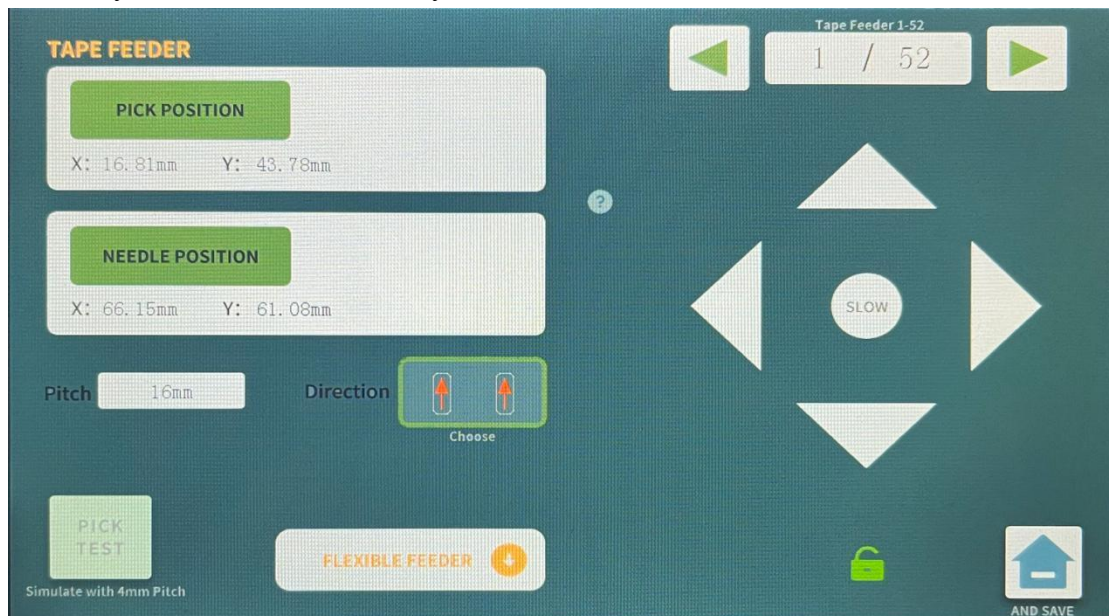 TAPE FEEDER
PICK POSITION
X: 16.81mm Y: 43.78mm
NEEDLE POSITION
X: 66.15mm Y: 61.08mm
Pitch 16mm Direction
Choose
PICK
TEST
Simulate with 4mm Pitch
FLEXIBLE FEEDER
Tape Feeder 1-52
1 / 52
?
SLOW
AND SAVE